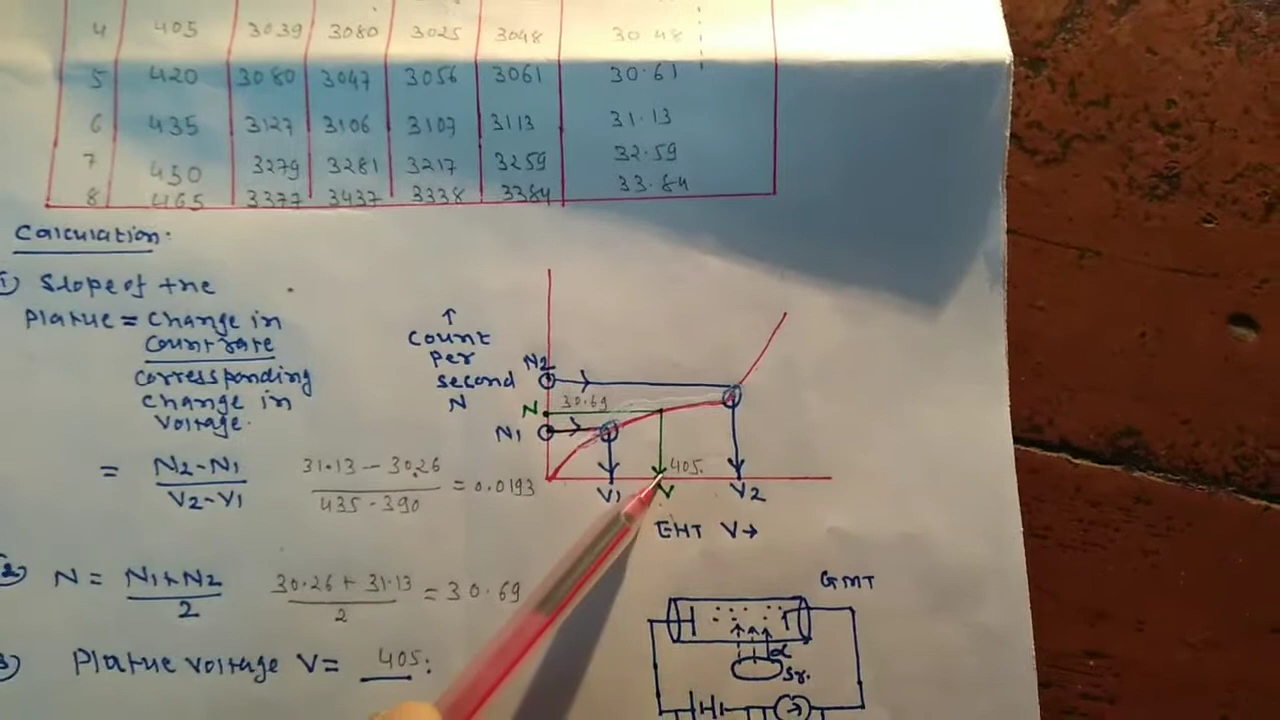 4 405 3039 3080 3025 3048 30.48
5 420 3080 3047 3056 3061 30.61
6 435 3127 3106 3107 3113 31.13
7 450 3279 3281 3217 3259 32.59
8 465 3377 3437 3338 3384 33.84
Calculation:
1) Slope of the
Platue = Change in
Count rate
Corresponding
Change in
Voltage.
= N2-N1
V2-V1
31.13 - 30.26
435 - 390
= 0.0193
↑
Count
Per
second
N
N2
N 30.69
N1
405.
V1 V V2
EHT V→
2) N = N1+N2
2
30.26 + 31.13
2
= 30.69
3) Platue Voltage V = 405:
GMT
α
Sr.